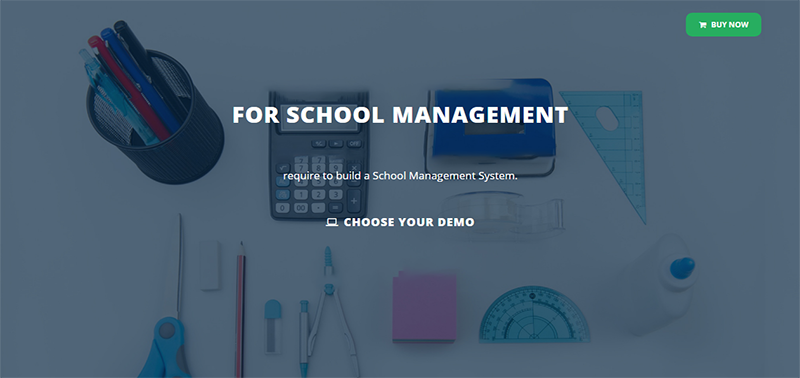 BUY NOW
FOR SCHOOL MANAGEMENT
require to build a School Management System.
CHOOSE YOUR DEMO